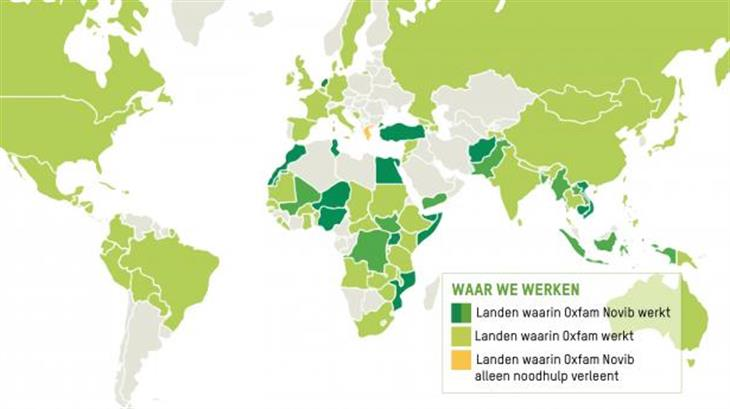 WAAR WE WERKEN
Landen waarin Oxfam Novib werkt
Landen waarin Oxfam werkt
Landen waarin Oxfam Novib
alleen noodhulp verleent